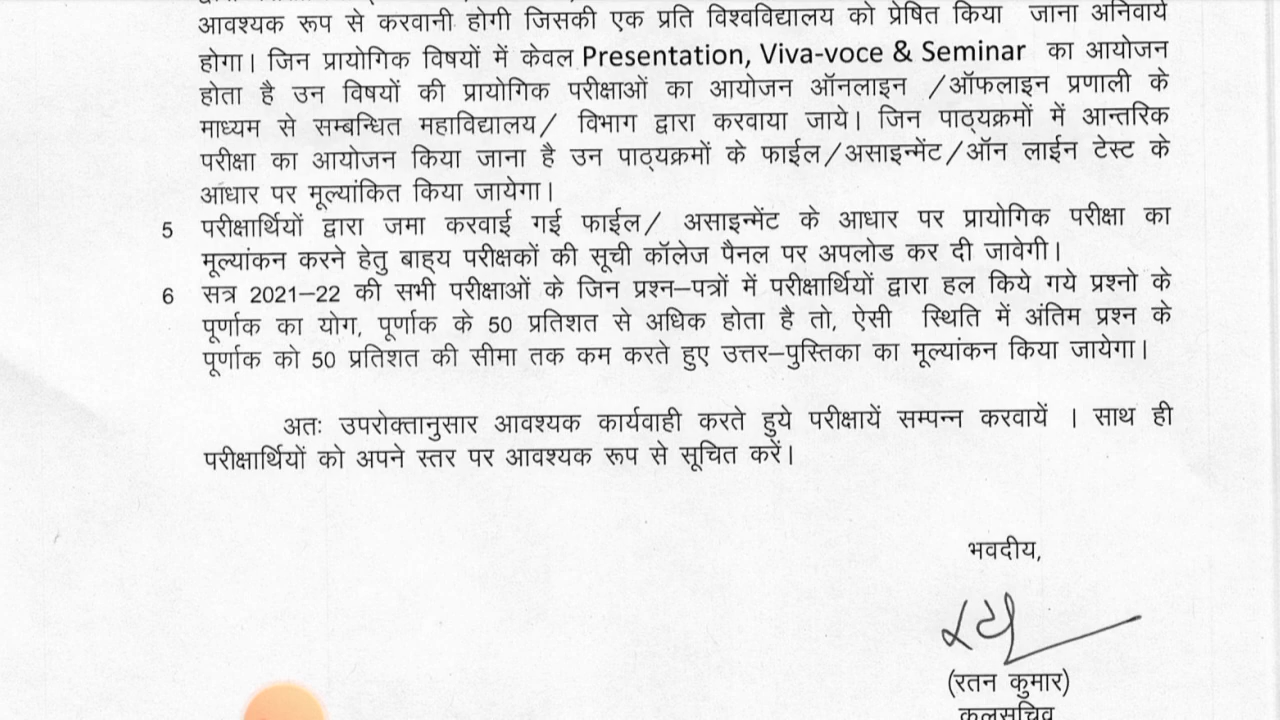 आवश्यक रूप से करवानी होगी जिसकी एक प्रति विश्वविद्यालय को प्रेषित किया जाना अनिवार्य
होगा। जिन प्रायोगिक विषयों में केवल Presentation, Viva-voce & Seminar का आयोजन
होता है उन विषयों की प्रायोगिक परीक्षाओं का आयोजन ऑनलाइन /ऑफलाइन प्रणाली के
माध्यम से सम्बन्धित महाविद्यालय/ विभाग द्वारा करवाया जाये। जिन पाठ्यक्रमों में आन्तरिक
परीक्षा का आयोजन किया जाना है उन पाठ्यक्रमों के फाईल/असाइन्मेंट/ऑन लाईन टेस्ट के
आधार पर मूल्यांकित किया जायेगा।
5 परीक्षार्थियों द्वारा जमा करवाई गई फाईल/ असाइन्मेंट के आधार पर प्रायोगिक परीक्षा का
मूल्यांकन करने हेतु बाह्य परीक्षकों की सूची कॉलेज पैनल पर अपलोड कर दी जावेगी।
6 सत्र 2021–22 की सभी परीक्षाओं के जिन प्रश्न–पत्रों में परीक्षार्थियों द्वारा हल किये गये प्रश्नो के
पूर्णाक का योग, पूर्णाक के 50 प्रतिशत से अधिक होता है तो, ऐसी स्थिति में अंतिम प्रश्न के
पूर्णाक को 50 प्रतिशत की सीमा तक कम करते हुए उत्तर–पुस्तिका का मूल्यांकन किया जायेगा।
अतः उपरोक्तानुसार आवश्यक कार्यवाही करते हुये परीक्षायें सम्पन्न करवायें । साथ ही
परीक्षार्थियों को अपने स्तर पर आवश्यक रूप से सूचित करें।
भवदीय,
(रतन कुमार)
कुलसचिव